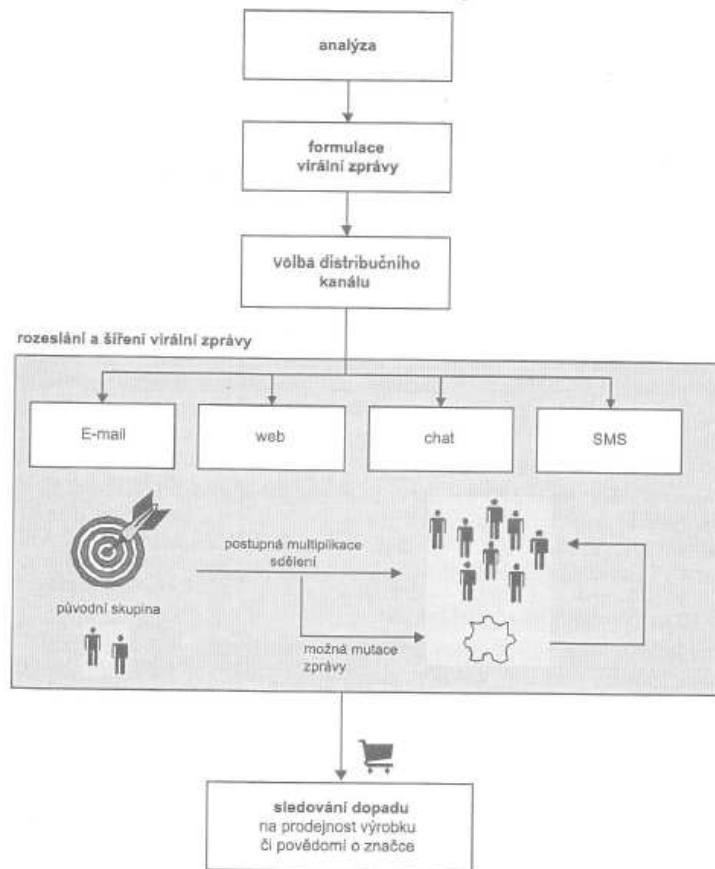 analýza
formulace
virální zprávy
volba distribučního
kanálu
rozeslání a šíření virální zprávy
E-mail
web
chat
SMS
postupná multiplikace
sdělení
původní skupina
možná mutace
zprávy
sledování dopadu
na prodejnost výrobku
či povědomí o značce